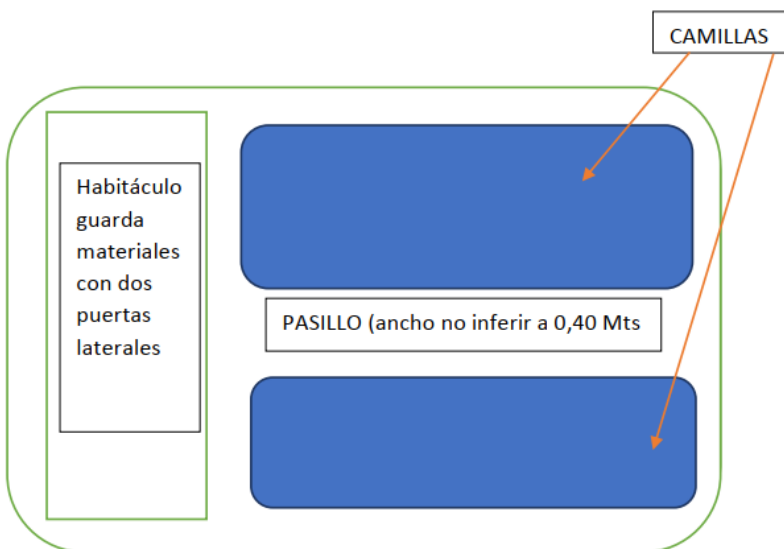 CAMILLAS
Habitáculo
guarda
materiales
con dos
puertas
laterales
PASILLO (ancho no inferir a 0,40 Mts